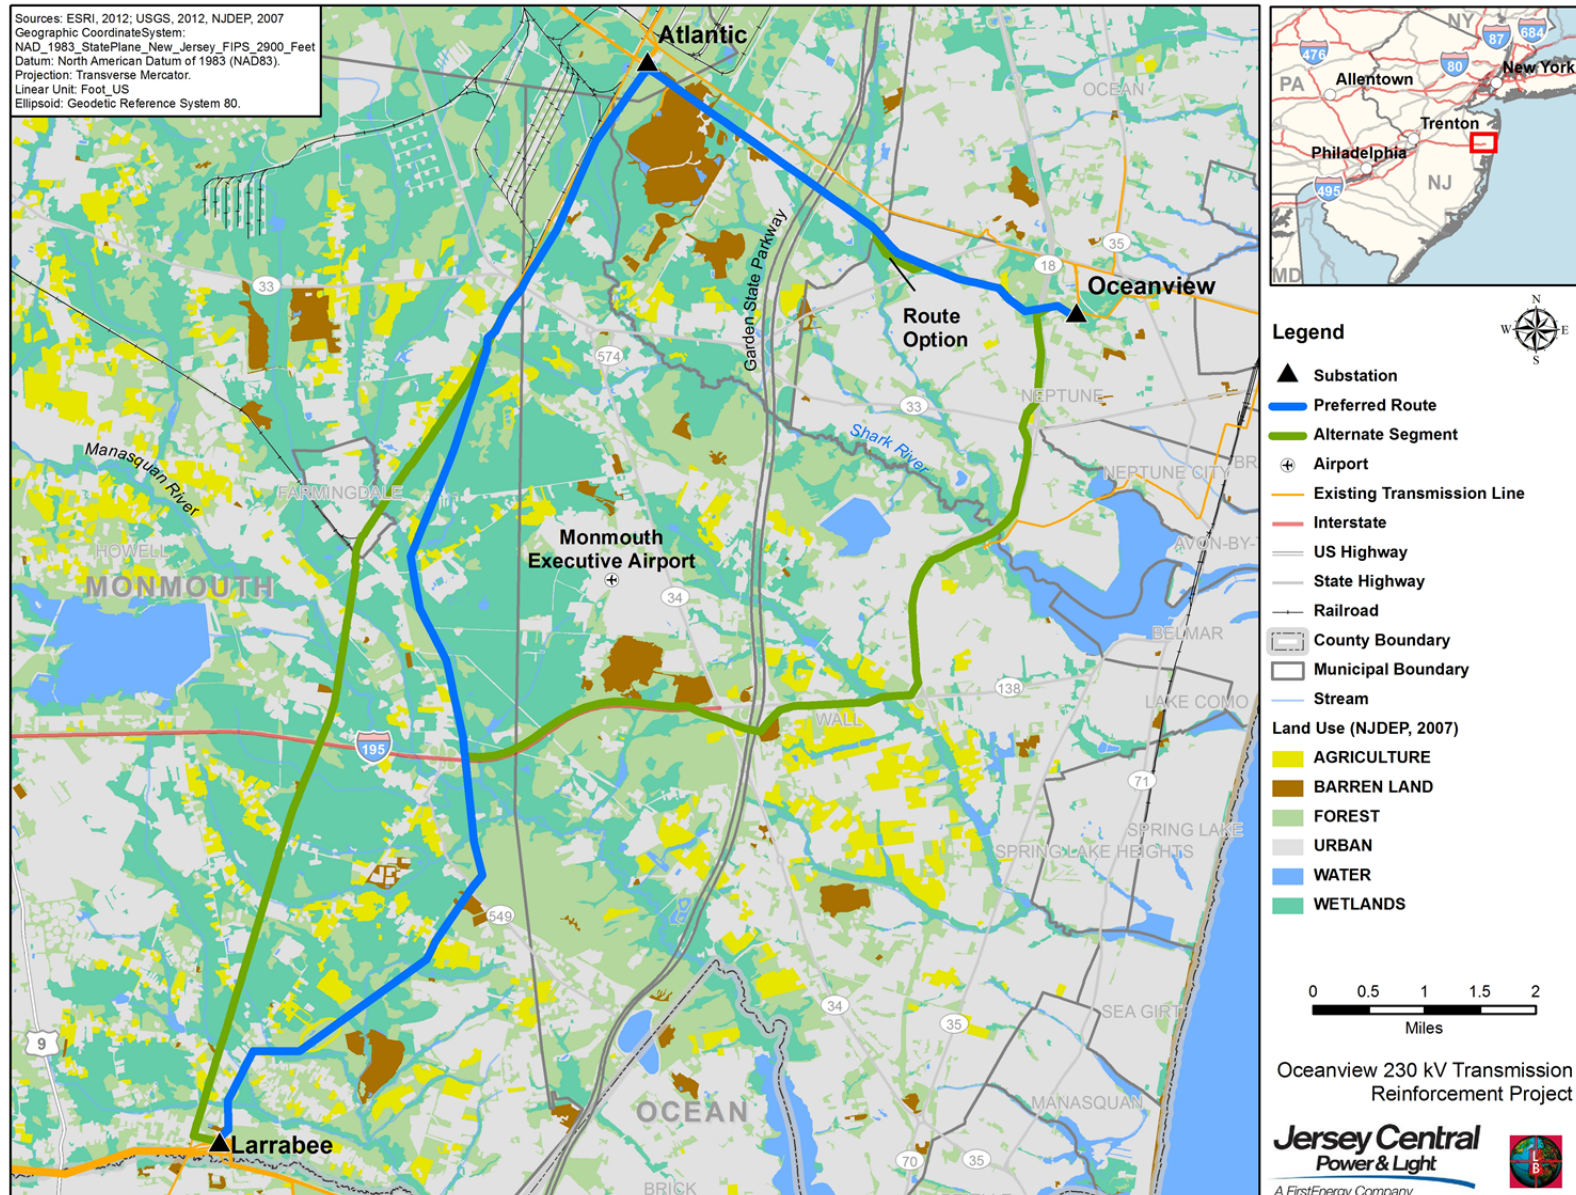 Sources: ESRI, 2012; USGS, 2012, NJDEP, 2007
Geographic CoordinateSystem:
NAD_1983_StatePlane_New_Jersey_FIPS_2900_Feet
Datum: North American Datum of 1983 (NAD83).
Projection: Transverse Mercator.
Linear Unit: Foot_US
Ellipsoid: Geodetic Reference System 80.
Atlantic
OCEAN
33
Garden State Parkway
35
18
Oceanview
Route
Option
574
33
NEPTUNE
Shark River
Manasquan River
FARMINGDALE
NEPTUNE CITY
BR
HOWELL
MONMOUTH
Monmouth
Executive Airport
34
AVON-BY-
BELMAR
138
LAKE COMO
WALL
195
71
SPRING LAKE
SPRING LAKE HEIGHTS
549
34
35
SEA GIRT
9
OCEAN
MANASQUAN
Larrabee
70
35
BRICK
NY
87
684
476
80
New York
PA
Allentown
Trenton
Philadelphia
NJ
495
MD
N
W
E
S
Legend
Substation
Preferred Route
Alternate Segment
Airport
Existing Transmission Line
Interstate
US Highway
State Highway
Railroad
County Boundary
Municipal Boundary
Stream
Land Use (NJDEP, 2007)
AGRICULTURE
BARREN LAND
FOREST
URBAN
WATER
WETLANDS
0 0.5 1 1.5 2
Miles
Oceanview 230 kV Transmission
Reinforcement Project
Jersey Central
Power & Light
A FirstEnergy Company
L
B